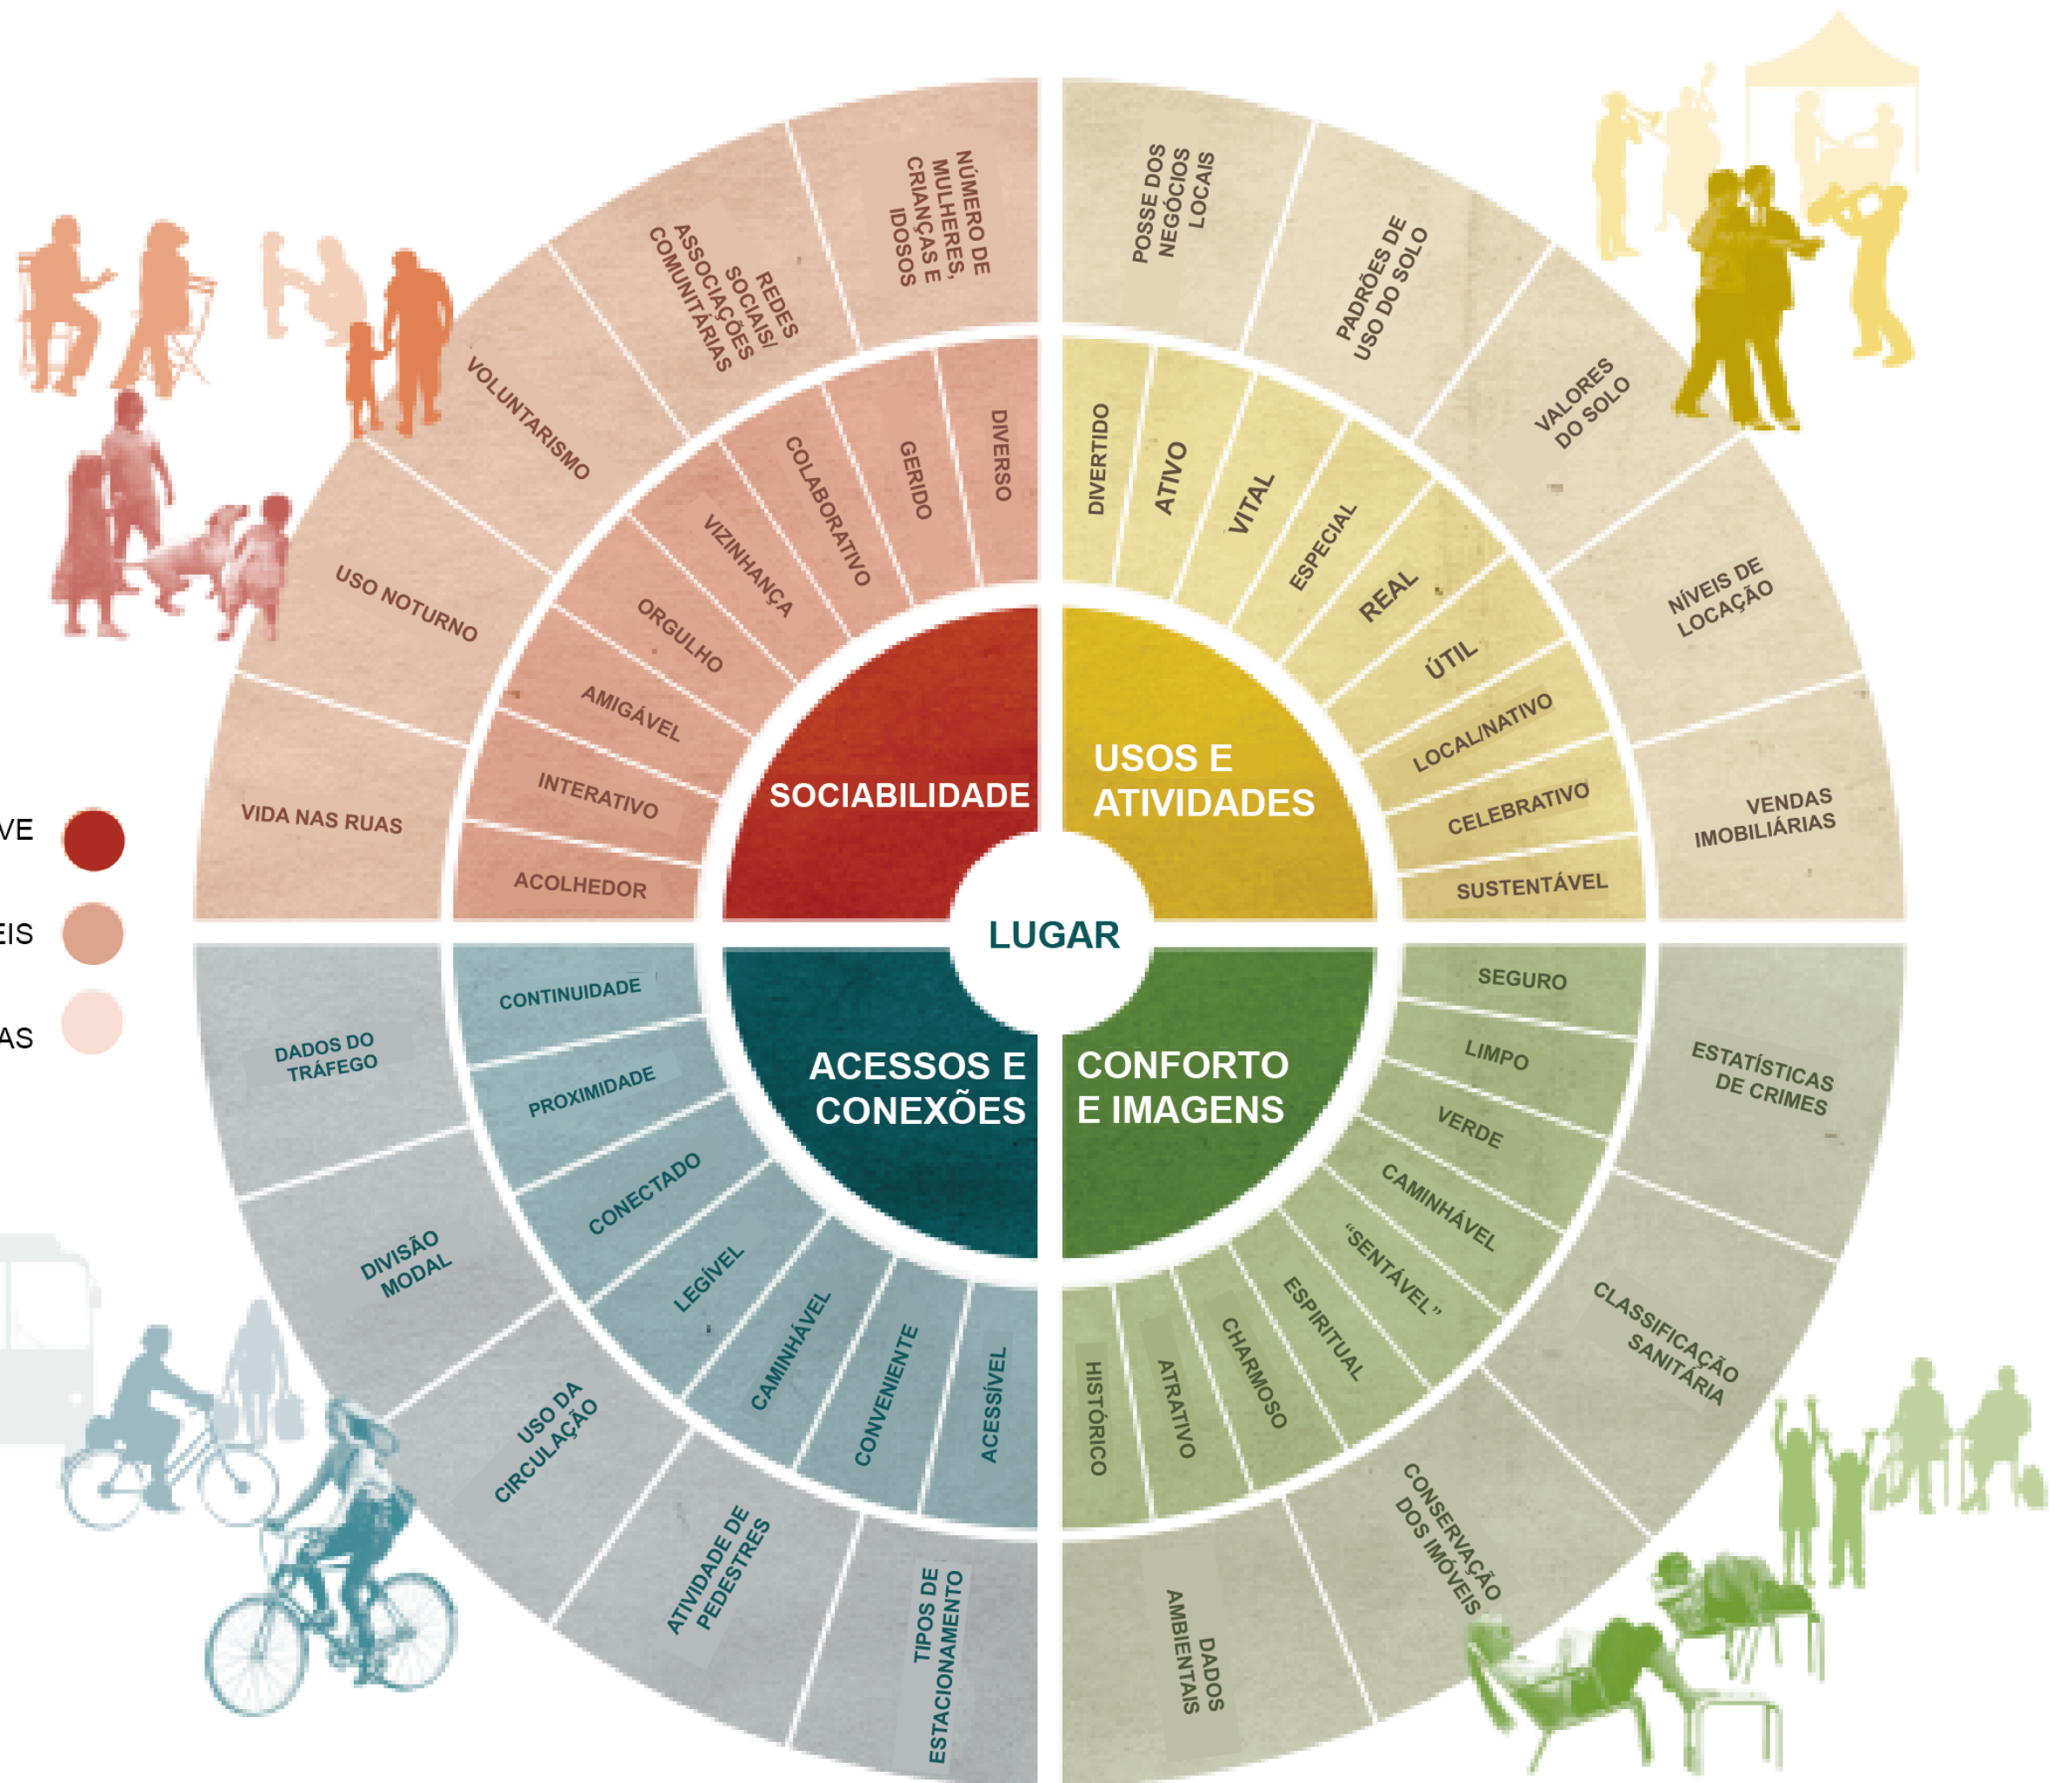 NÚMERO DE
MULHERES,
CRIANÇAS E
IDOSOS
REDES
SOCIAIS/
ASSOCIAÇÕES
COMUNITÁRIAS
VOLUNTARISMO
USO NOTURNO
VIDA NAS RUAS
DIVERSO
GERIDO
COLABORATIVO
VIZINHANÇA
ORGULHO
AMIGÁVEL
INTERATIVO
ACOLHEDOR
SOCIABILIDADE
POSSE DOS
NEGÓCIOS
LOCAIS
PADRÕES DE
USO DO SOLO
VALORES
DO SOLO
NÍVEIS DE
LOCAÇÃO
VENDAS
IMOBILIÁRIAS
DIVERTIDO
ATIVO
VITAL
ESPECIAL
REAL
ÚTIL
LOCAL/NATIVO
CELEBRATIVO
SUSTENTÁVEL
USOS E
ATIVIDADES
LUGAR
VE
EIS
AS
ACESSOS E
CONEXÕES
CONTINUIDADE
PROXIMIDADE
CONECTADO
LEGÍVEL
CAMINHÁVEL
CONVENIENTE
ACESSÍVEL
DADOS DO
TRÁFEGO
DIVISÃO
MODAL
USO DA
CIRCULAÇÃO
ATIVIDADE DE
PEDESTRES
TIPOS DE
ESTACIONAMENTO
CONFORTO
E IMAGENS
SEGURO
LIMPO
VERDE
CAMINHÁVEL
“SENTÁVEL”
ESPIRITUAL
CHARMOSO
ATRATIVO
HISTÓRICO
ESTATÍSTICAS
DE CRIMES
CLASSIFICAÇÃO
SANITÁRIA
CONSERVAÇÃO
DOS IMÓVEIS
DADOS
AMBIENTAIS